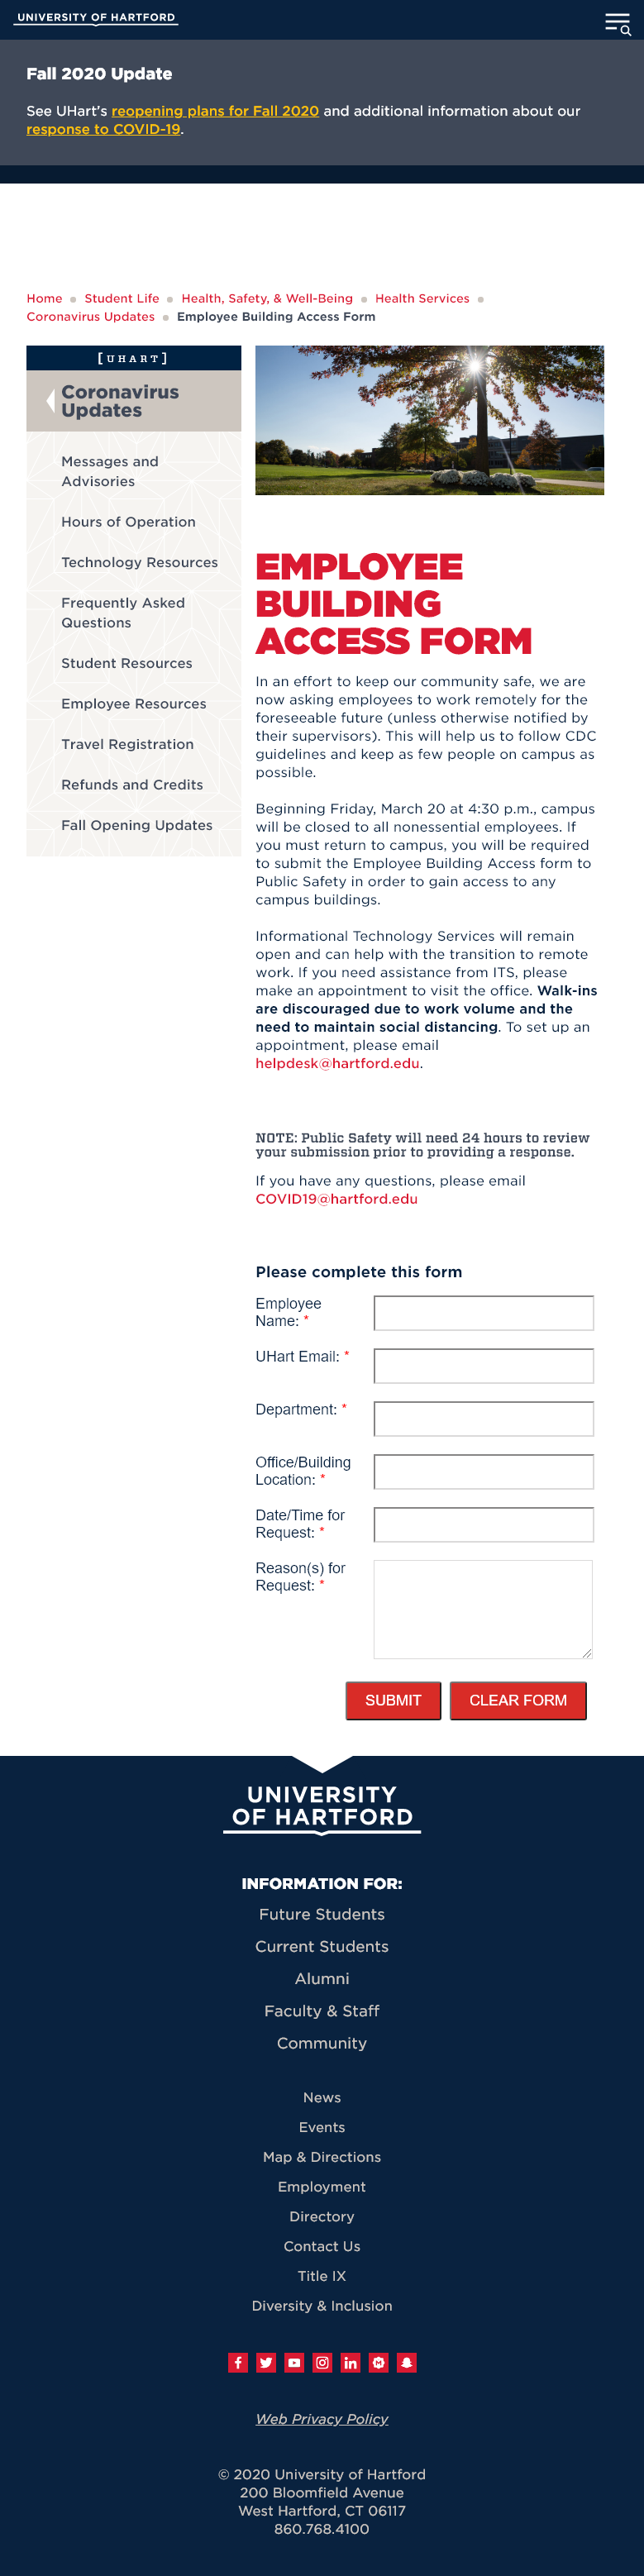 UNIVERSITY OF HARTFORD
Fall 2020 Update
See UHart's reopening plans for Fall 2020 and additional information about our
response to COVID-19.
Home Student Life Health, Safety, & Well-Being Health Services
Coronavirus Updates Employee Building Access Form
[UHART]
Coronavirus
Updates
Messages and
Advisories
Hours of Operation
Technology Resources
Frequently Asked
Questions
Student Resources
Employee Resources
Travel Registration
Refunds and Credits
Fall Opening Updates
EMPLOYEE
BUILDING
ACCESS FORM
In an effort to keep our community safe, we are
now asking employees to work remotely for the
foreseeable future (unless otherwise notified by
their supervisors). This will help us to follow CDC
guidelines and keep as few people on campus as
possible.
Beginning Friday, March 20 at 4:30 p.m., campus
will be closed to all nonessential employees. If
you must return to campus, you will be required
to submit the Employee Building Access form to
Public Safety in order to gain access to any
campus buildings.
Informational Technology Services will remain
open and can help with the transition to remote
work. If you need assistance from ITS, please
make an appointment to visit the office. Walk-ins
are discouraged due to work volume and the
need to maintain social distancing. To set up an
appointment, please email
helpdesk@hartford.edu.
NOTE: Public Safety will need 24 hours to review
your submission prior to providing a response.
If you have any questions, please email
COVID19@hartford.edu
Please complete this form
Employee
Name: *
UHart Email: *
Department: *
Office/Building
Location: *
Date/Time for
Request: *
Reason(s) for
Request: *
SUBMIT CLEAR FORM
UNIVERSITY
OF HARTFORD
INFORMATION FOR:
Future Students
Current Students
Alumni
Faculty & Staff
Community
News
Events
Map & Directions
Employment
Directory
Contact Us
Title IX
Diversity & Inclusion
Web Privacy Policy
© 2020 University of Hartford
200 Bloomfield Avenue
West Hartford, CT 06117
860.768.4100